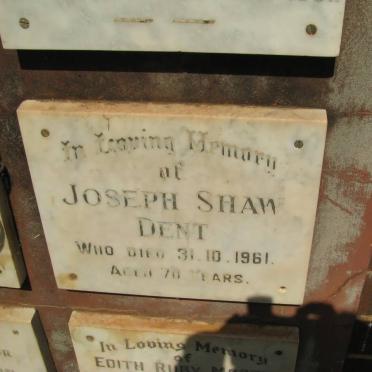 In Loving Memory
of
JOSEPH SHAW
DENT
WHO DIED 31.10.1961.
AGED 70 YEARS.
In Loving Memory
of
EDITH RUBY